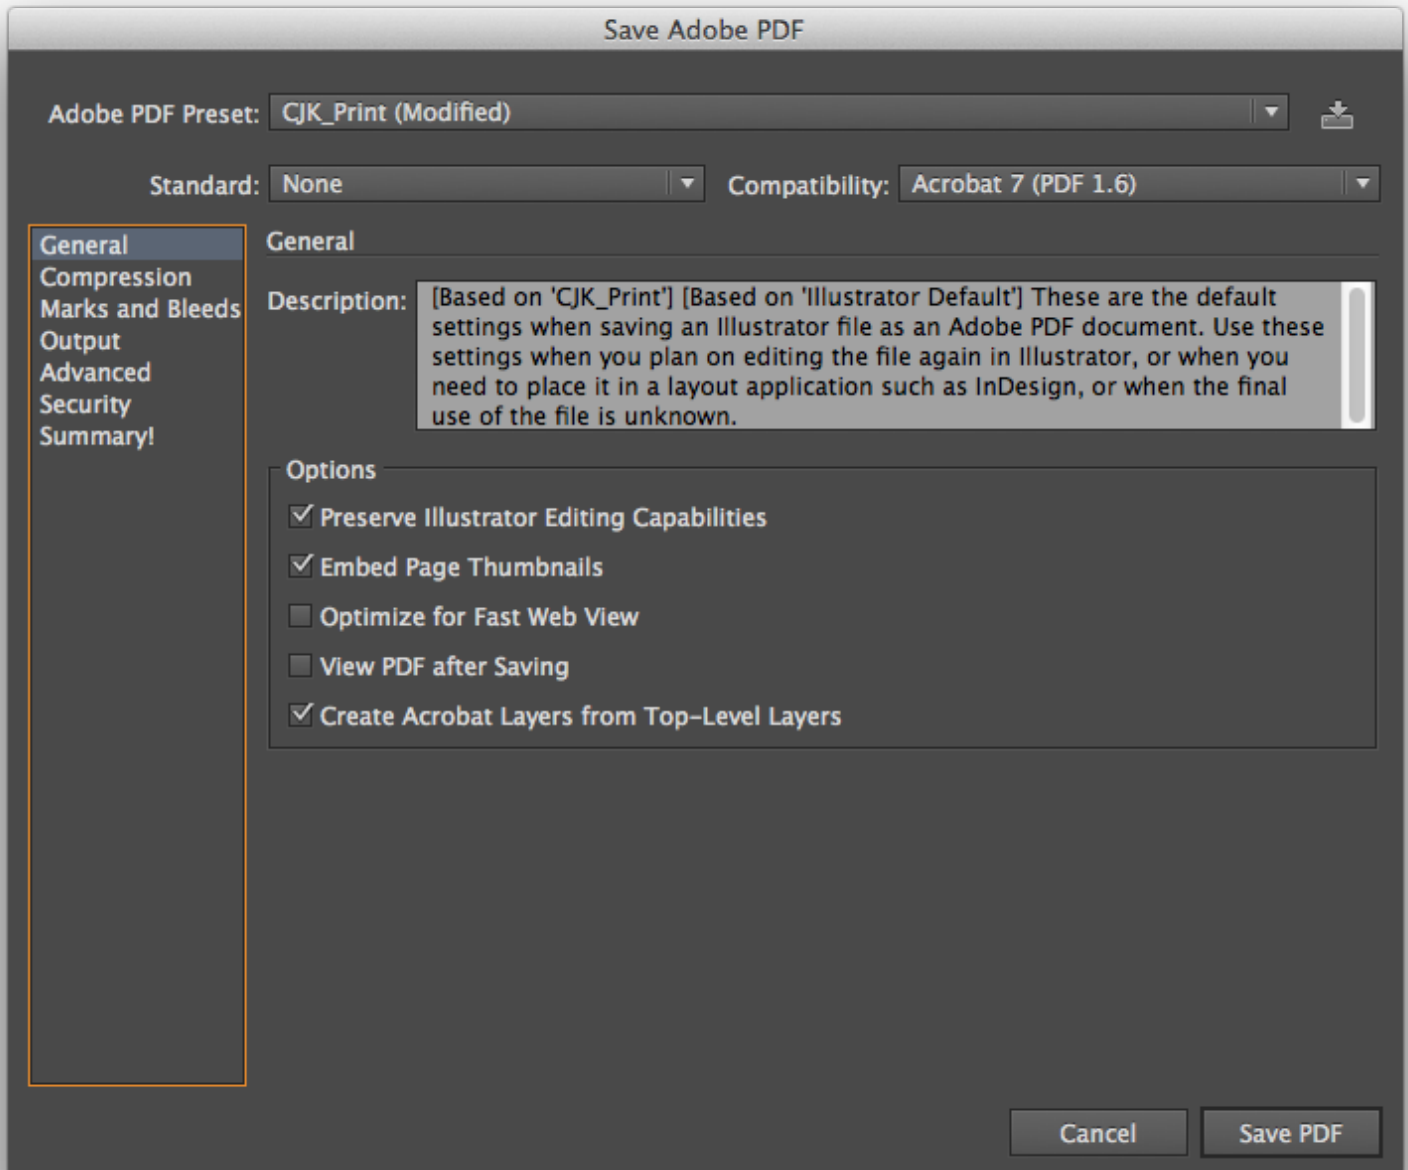 Save Adobe PDF
Adobe PDF Preset: CJK_Print (Modified)
Standard: None Compatibility: Acrobat 7 (PDF 1.6)
General
Compression
Marks and Bleeds
Output
Advanced
Security
Summary!
General
Description: [Based on 'CJK_Print'] [Based on 'Illustrator Default'] These are the default
settings when saving an Illustrator file as an Adobe PDF document. Use these
settings when you plan on editing the file again in Illustrator, or when you
need to place it in a layout application such as InDesign, or when the final
use of the file is unknown.
Options
Preserve Illustrator Editing Capabilities
Embed Page Thumbnails
Optimize for Fast Web View
View PDF after Saving
Create Acrobat Layers from Top-Level Layers
Cancel Save PDF